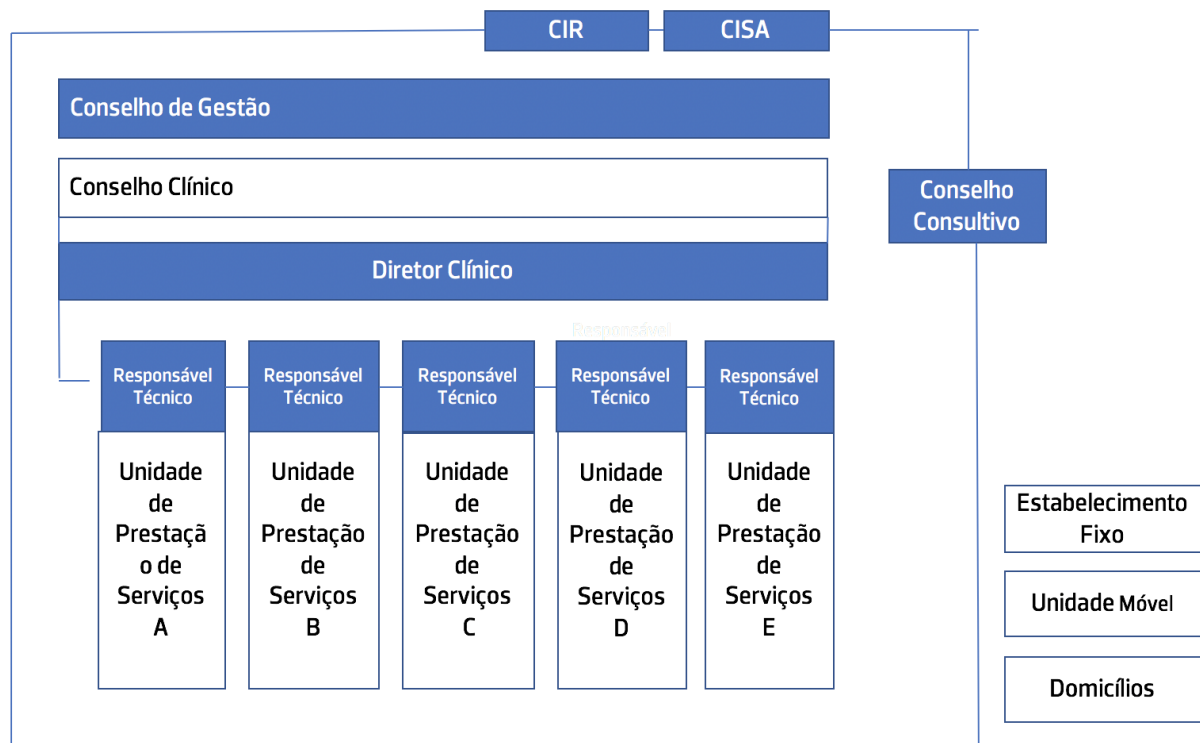 CIR
CISA
Conselho de Gestão
Conselho Clínico
Conselho
Consultivo
Diretor Clínico
Responsável
Responsável
Técnico
Responsável
Técnico
Responsável
Técnico
Responsável
Técnico
Responsável
Técnico
Unidade
de
Prestaçã
o de
Serviços
A
Unidade
de
Prestação
de
Serviços
B
Unidade
de
Prestação
de
Serviços
C
Unidade
de
Prestação
de
Serviços
D
Unidade
de
Prestação
de
Serviços
E
Estabelecimento
Fixo
Unidade Móvel
Domicílios